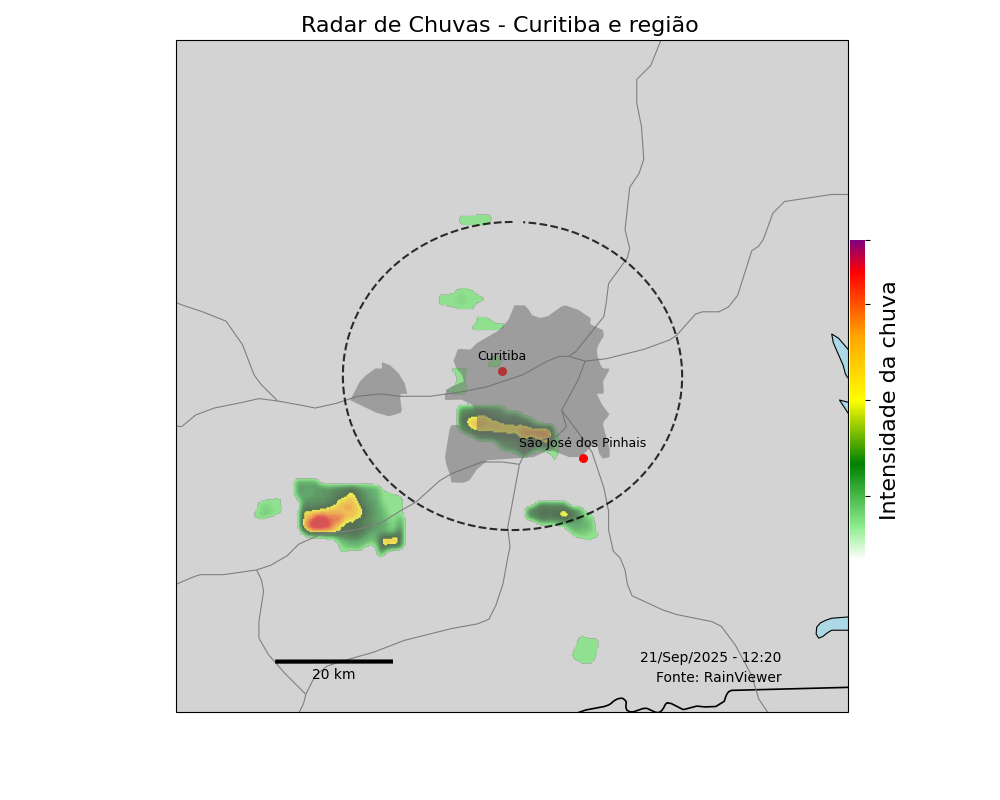 Radar de Chuvas - Curitiba e região
Curitiba
São José dos Pinhais
Intensidade da chuva
21/Sep/2025 - 12:20
Fonte: RainViewer
20 km